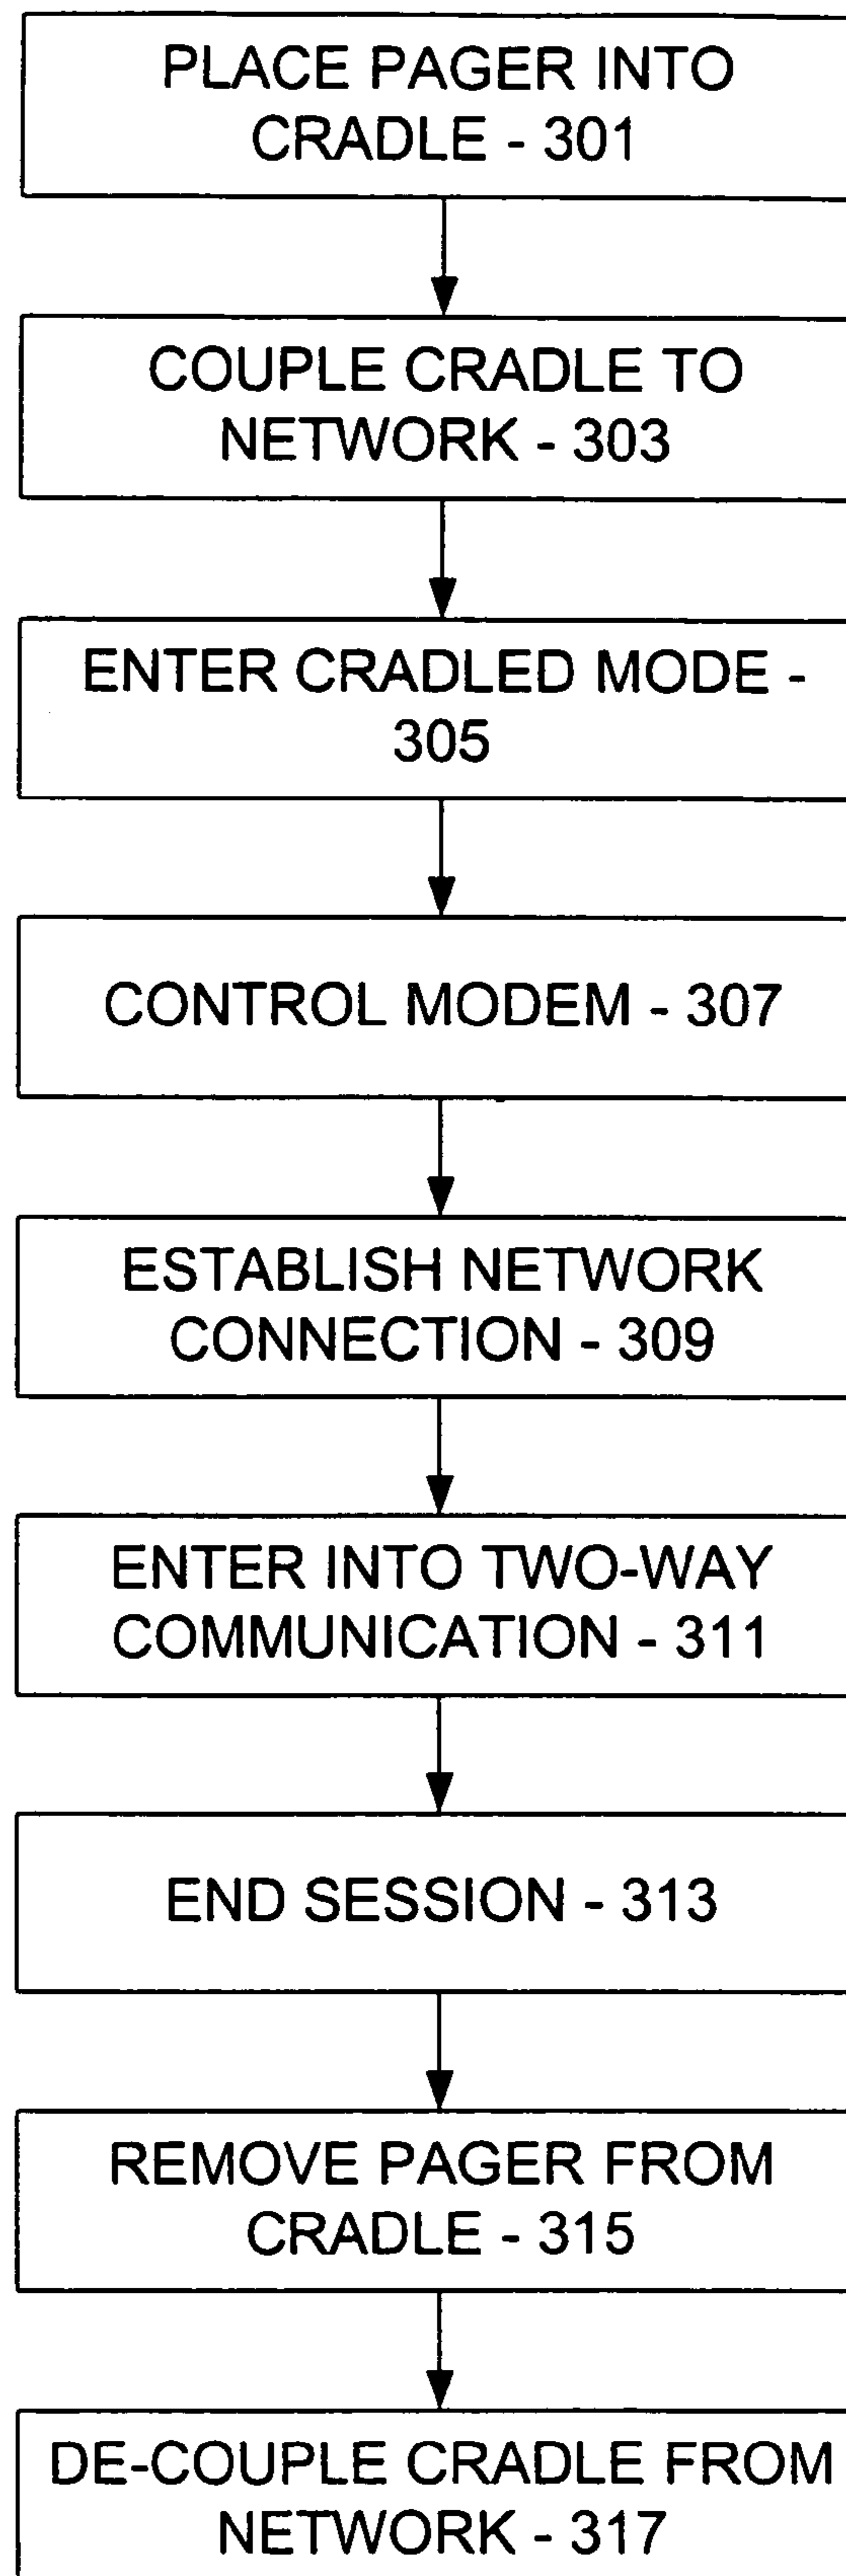 PLACE PAGER INTO
CRADLE - 301
COUPLE CRADLE TO
NETWORK - 303
ENTER CRADLED MODE -
305
CONTROL MODEM - 307
ESTABLISH NETWORK
CONNECTION - 309
ENTER INTO TWO-WAY
COMMUNICATION - 311
END SESSION - 313
REMOVE PAGER FROM
CRADLE - 315
DE-COUPLE CRADLE FROM
NETWORK - 317